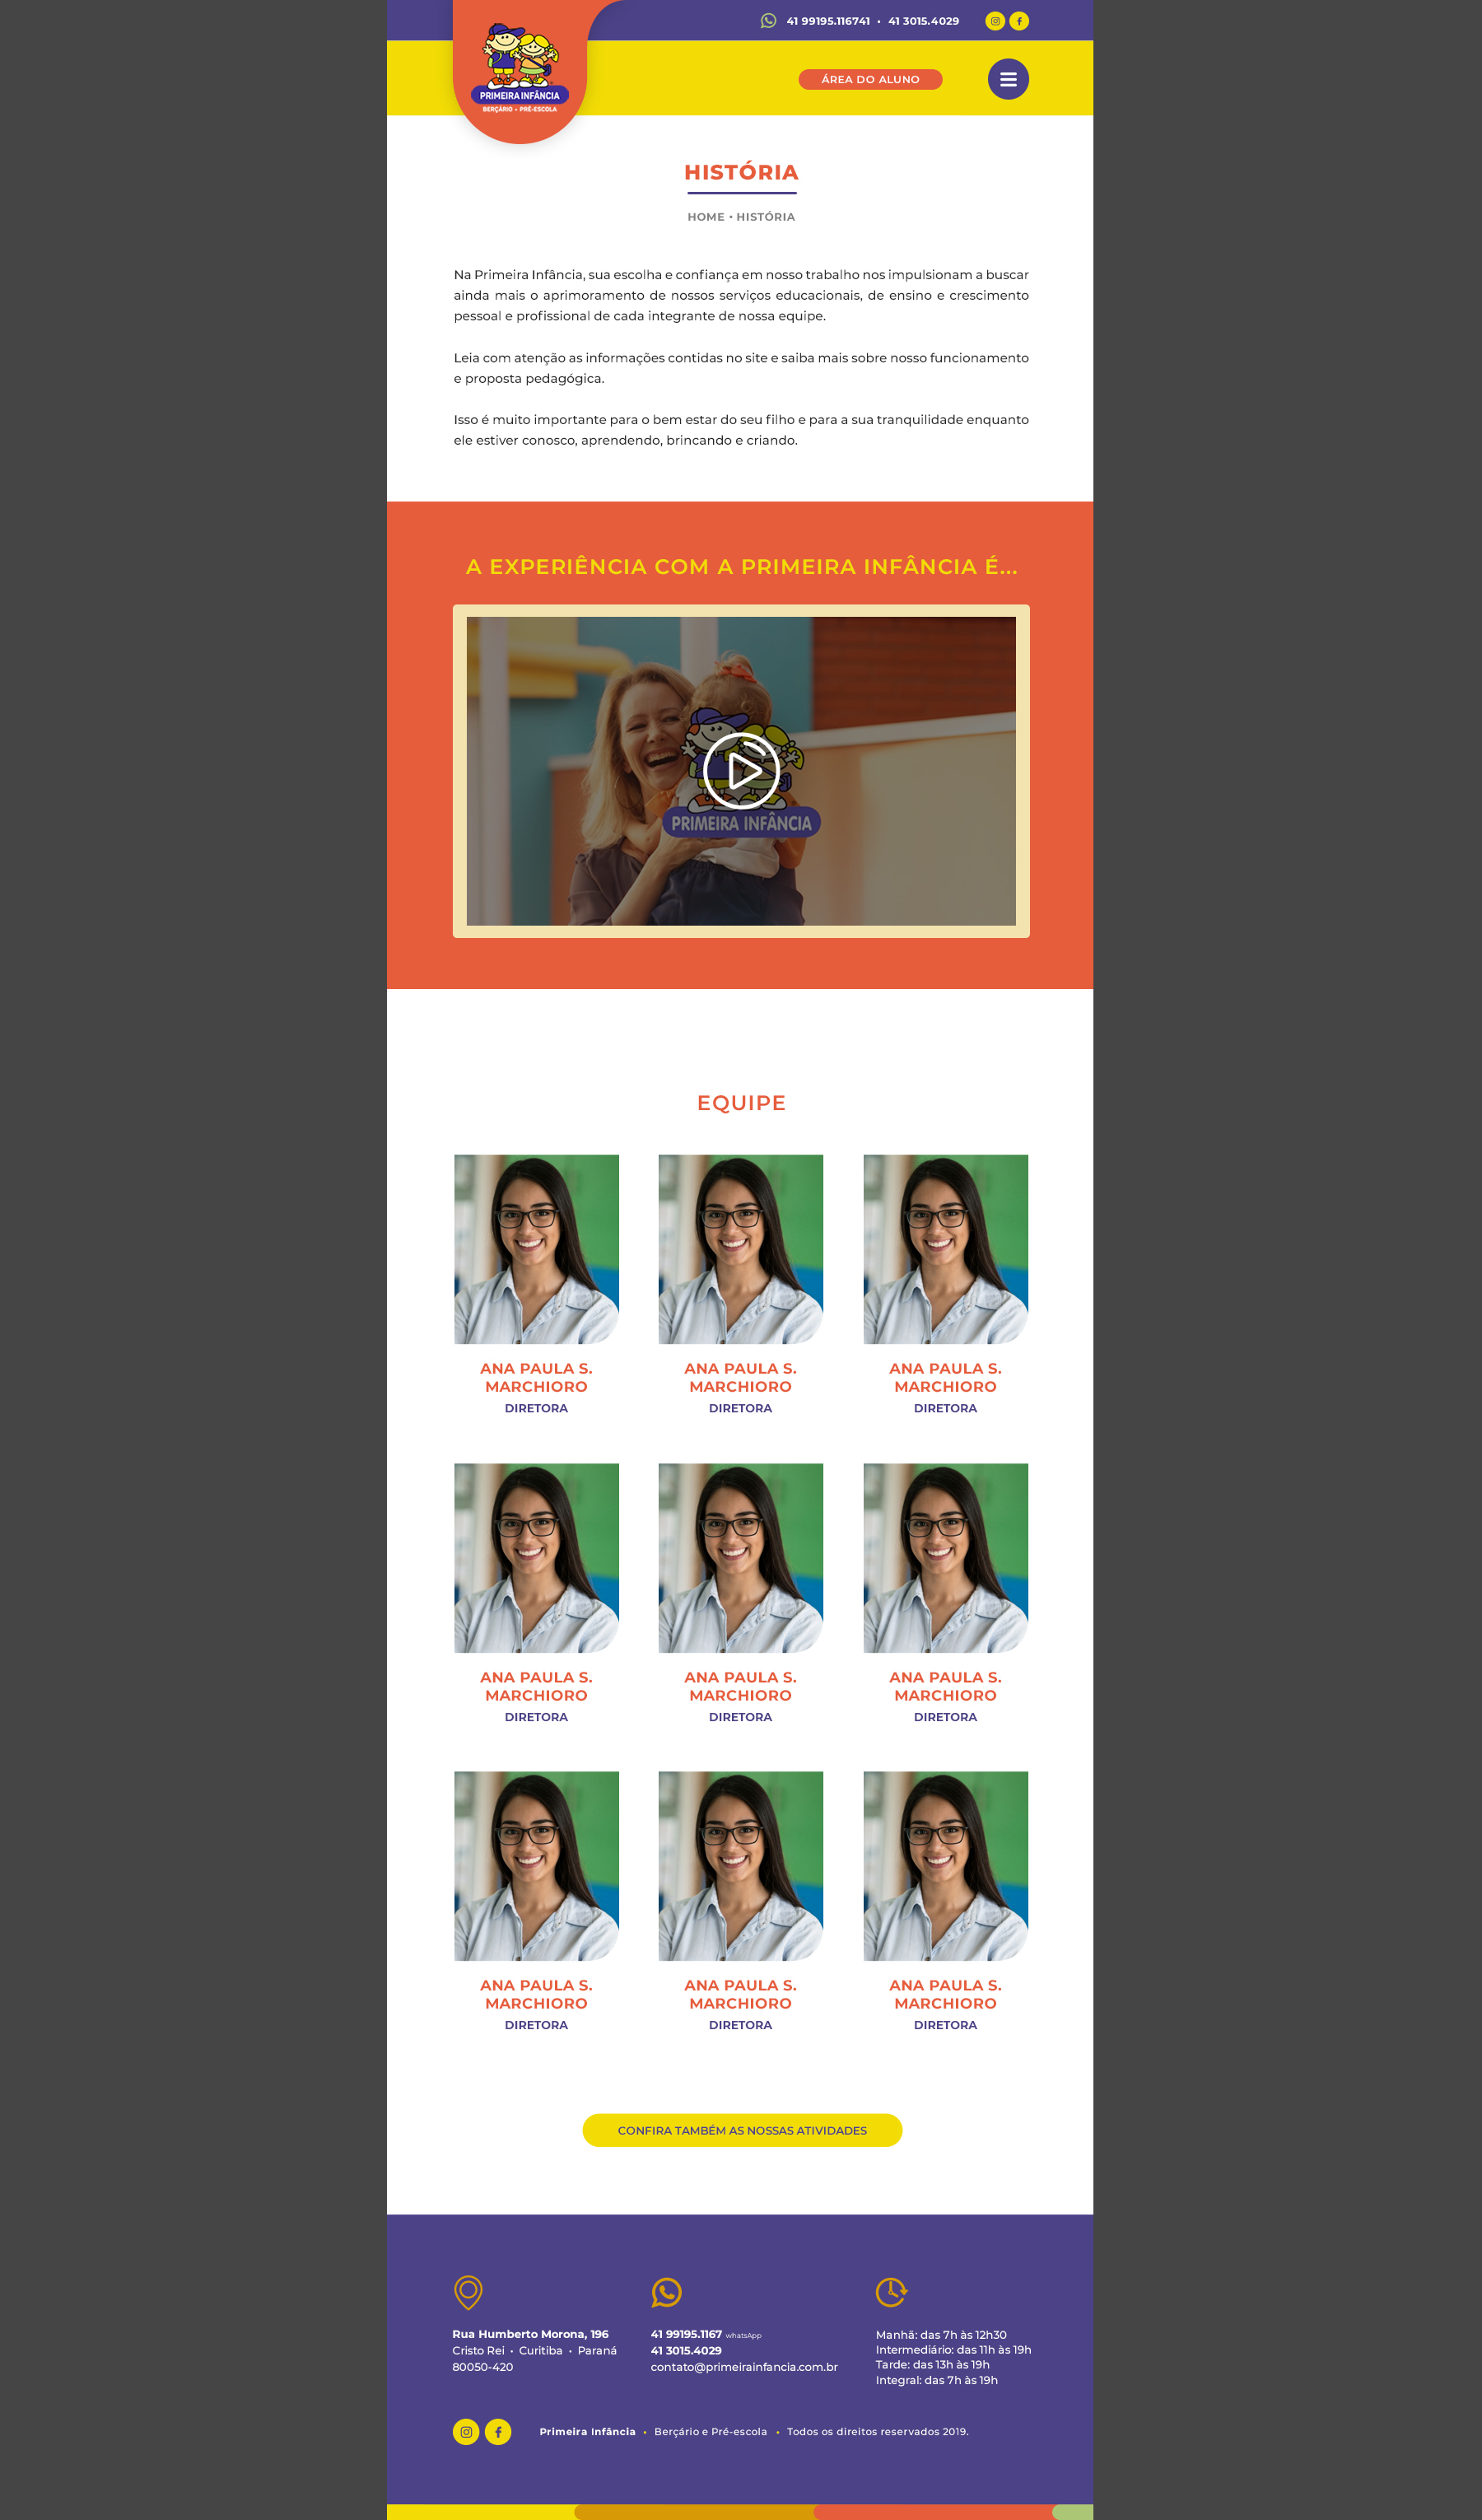 41 99195.116741 • 41 3015.4029
PRIMEIRA INFÂNCIA
BERÇÁRIO • PRÉ-ESCOLA
ÁREA DO ALUNO
HISTÓRIA
HOME • HISTÓRIA
Na Primeira Infância, sua escolha e confiança em nosso trabalho nos impulsionam a buscar
ainda mais o aprimoramento de nossos serviços educacionais, de ensino e crescimento
pessoal e profissional de cada integrante de nossa equipe.
Leia com atenção as informações contidas no site e saiba mais sobre nosso funcionamento
e proposta pedagógica.
Isso é muito importante para o bem estar do seu filho e para a sua tranquilidade enquanto
ele estiver conosco, aprendendo, brincando e criando.
A EXPERIÊNCIA COM A PRIMEIRA INFÂNCIA É...
PRIMEIRA INFÂNCIA
EQUIPE
ANA PAULA S.
MARCHIORO
DIRETORA
ANA PAULA S.
MARCHIORO
DIRETORA
ANA PAULA S.
MARCHIORO
DIRETORA
ANA PAULA S.
MARCHIORO
DIRETORA
ANA PAULA S.
MARCHIORO
DIRETORA
ANA PAULA S.
MARCHIORO
DIRETORA
ANA PAULA S.
MARCHIORO
DIRETORA
ANA PAULA S.
MARCHIORO
DIRETORA
ANA PAULA S.
MARCHIORO
DIRETORA
CONFIRA TAMBÉM AS NOSSAS ATIVIDADES
Rua Humberto Morona, 196
Cristo Rei • Curitiba • Paraná
80050-420
41 99195.1167 whatsApp
41 3015.4029
contato@primeirainfancia.com.br
Manhã: das 7h às 12h30
Intermediário: das 11h às 19h
Tarde: das 13h às 19h
Integral: das 7h às 19h
Primeira Infância • Berçário e Pré-escola • Todos os direitos reservados 2019.